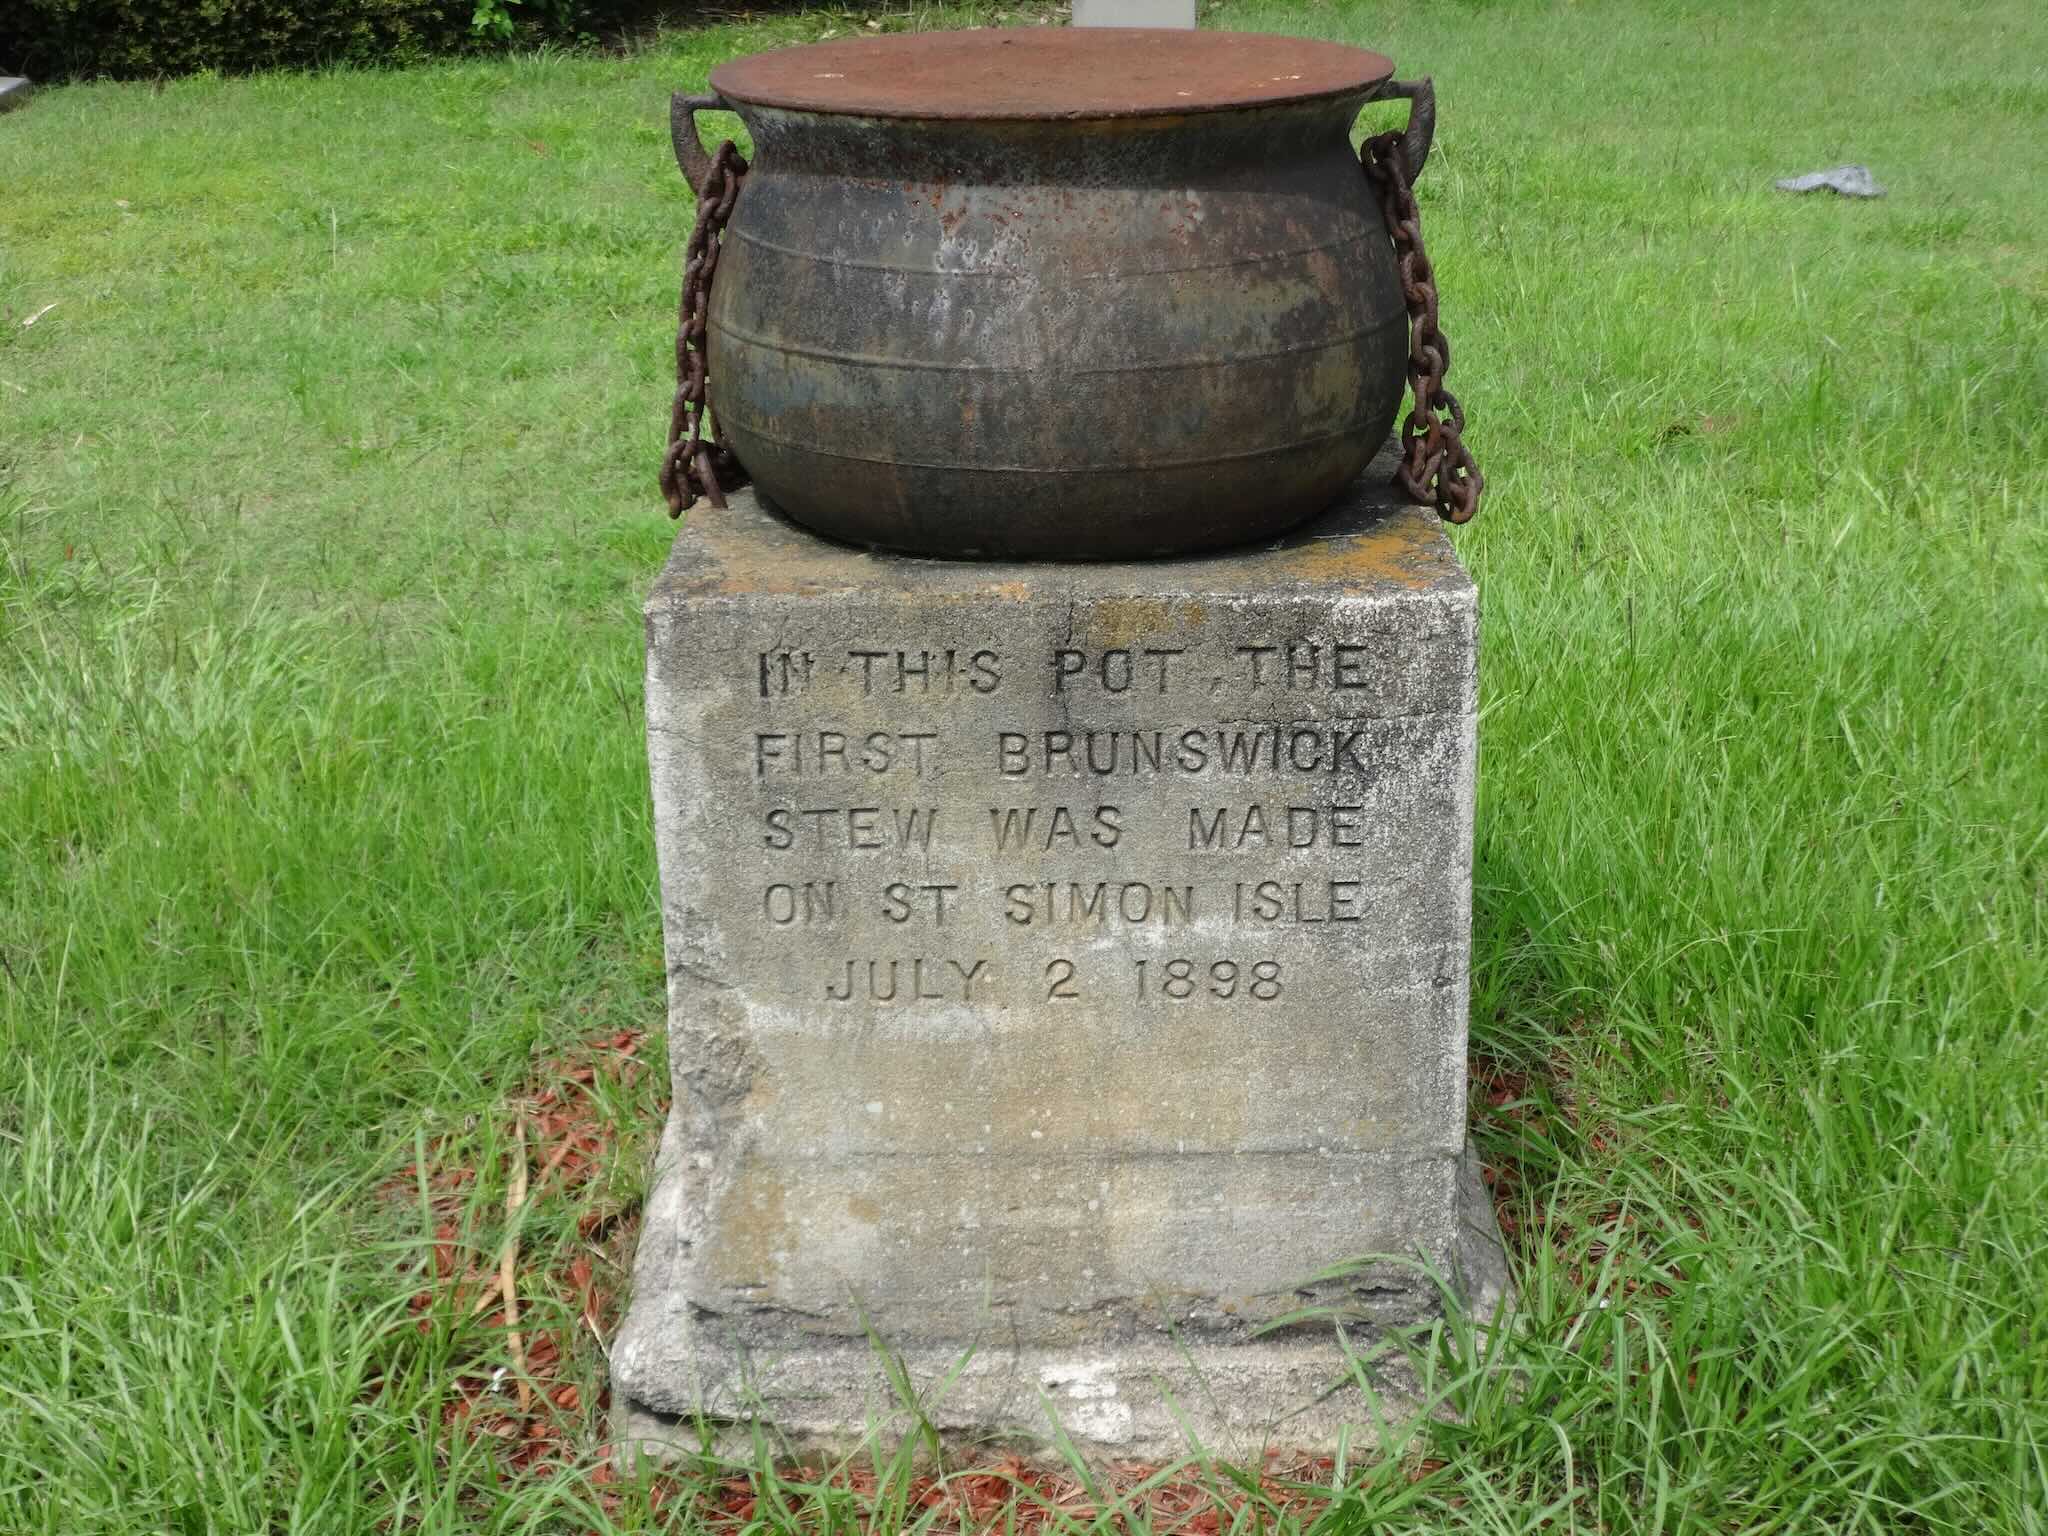 IN THIS POT, THE
FIRST BRUNSWICK
STEW WAS MADE
ON ST SIMON ISLE
JULY 2 1898